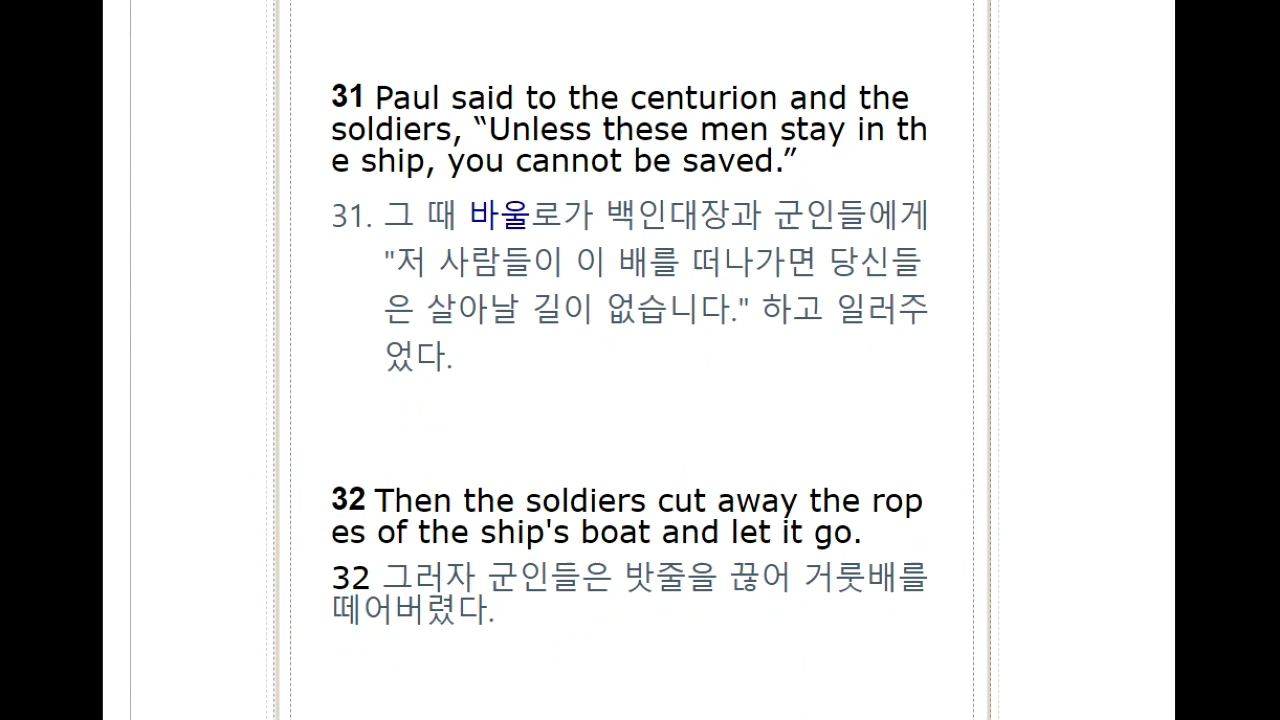 31 Paul said to the centurion and the
soldiers, “Unless these men stay in th
e ship, you cannot be saved.”
31. 그 때 바울로가 백인대장과 군인들에게
"저 사람들이 이 배를 떠나가면 당신들
은 살아날 길이 없습니다." 하고 일러주
었다.
32 Then the soldiers cut away the rop
es of the ship's boat and let it go.
32 그러자 군인들은 밧줄을 끊어 거룻배를
떼어버렸다.